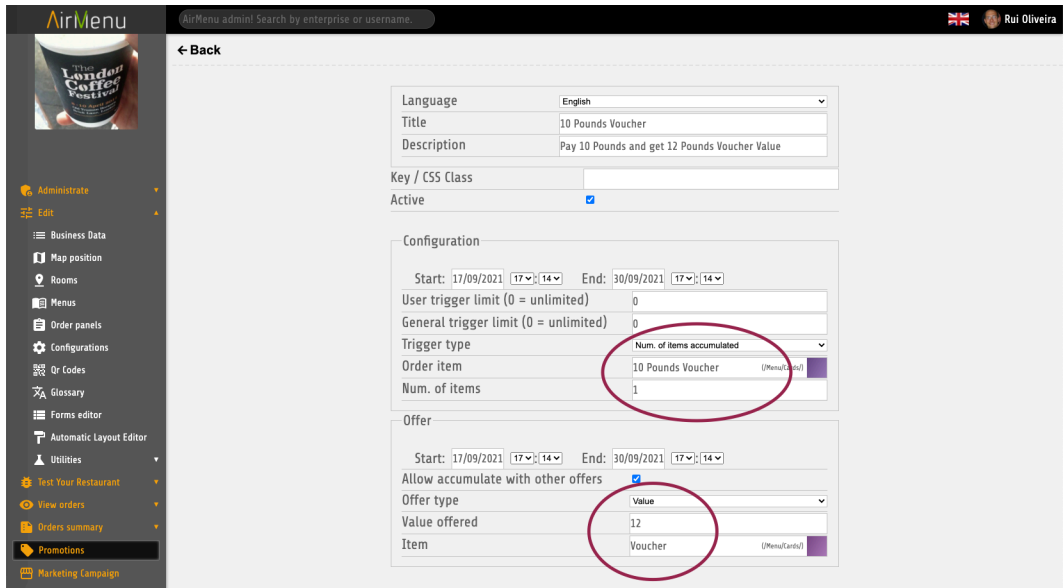 AirMenu
AirMenu admin! Search by enterprise or username.
Rui Oliveira
← Back
The
London
Coffee
Festival
Administrate
Edit
Business Data
Map position
Rooms
Menus
Order panels
Configurations
Qr Codes
Glossary
Forms editor
Automatic Layout Editor
Utilities
Test Your Restaurant
View orders
Orders summary
Promotions
Marketing Campaign
Language English
Title 10 Pounds Voucher
Description Pay 10 Pounds and get 12 Pounds Voucher Value
Key / CSS Class
Active
Configuration
Start: 17/09/2021 17 : 14 End: 30/09/2021 17 : 14
User trigger limit (0 = unlimited) 0
General trigger limit (0 = unlimited) 0
Trigger type Num. of items accumulated
Order item 10 Pounds Voucher (/Menu/Cards/)
Num. of items 1
Offer
Start: 17/09/2021 17 : 14 End: 30/09/2021 17 : 14
Allow accumulate with other offers
Offer type Value
Value offered 12
Item Voucher (/Menu/Cards/)